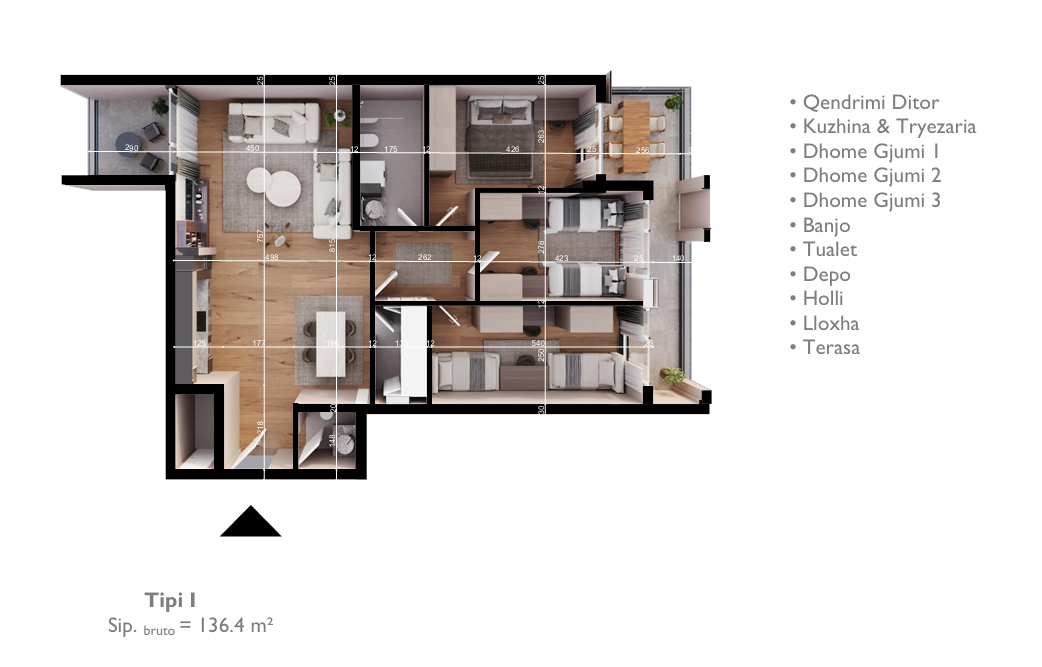 25
25
25
290
450
12
175
12
426
263
25
256
12
757
815
278
498
12
262
423
25
140
12
125
177
196
12
12
540
250
218
20
148
30
• Qendrimi Ditor
• Kuzhina & Tryezaria
• Dhome Gjumi 1
• Dhome Gjumi 2
• Dhome Gjumi 3
• Banjo
• Tualet
• Depo
• Holli
• Lloxha
• Terasa
Tipi I
Sip. bruto = 136.4 m²